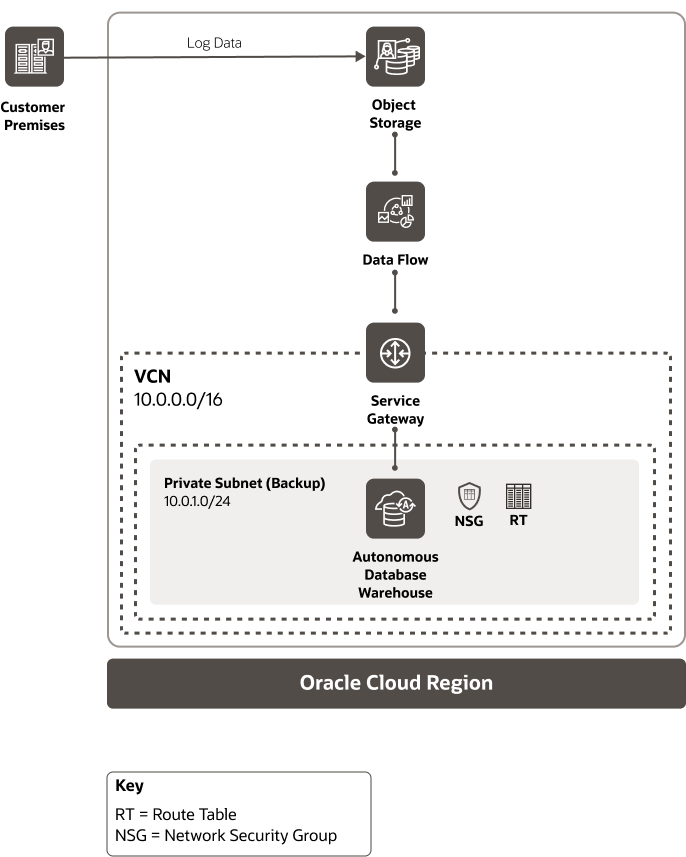 Log Data
Customer
Premises
Object
Storage
Data Flow
VCN
10.0.0.0/16
Service
Gateway
Private Subnet (Backup)
10.0.1.0/24
A
NSG
RT
Autonomous
Database
Warehouse
Oracle Cloud Region
Key
RT = Route Table
NSG = Network Security Group